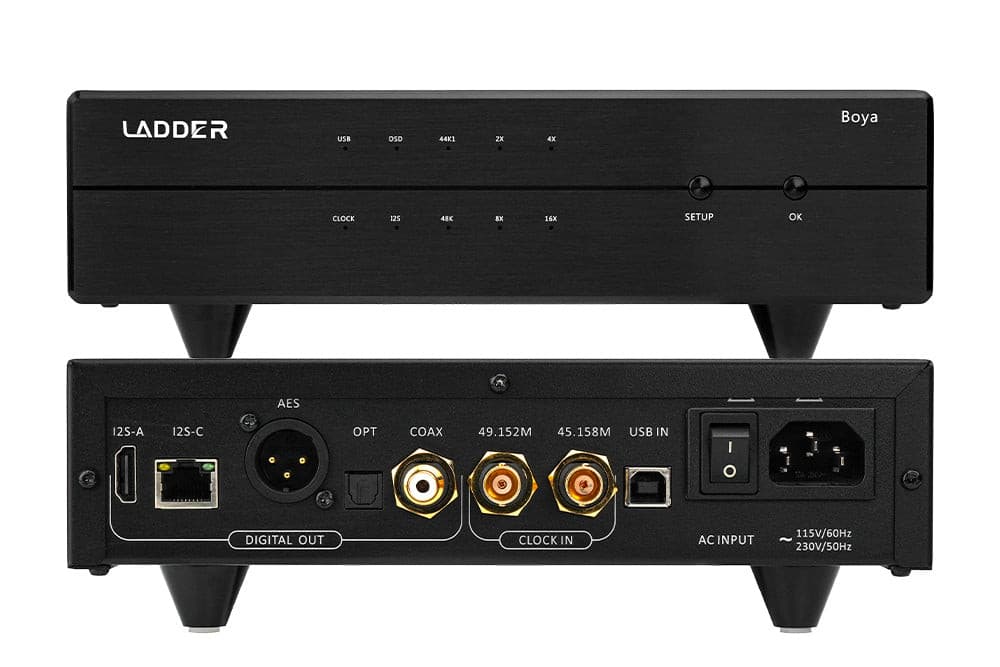 LADDER
Boya
USB DSD 44K1 2X 4X
SETUP OK
CLOCK I2S 48K 8X 16X
AES
I2S-A I2S-C OPT COAX 49.152M 45.158M USB IN
I
O
DIGITAL OUT CLOCK IN AC INPUT ~ 115V/60Hz
230V/50Hz